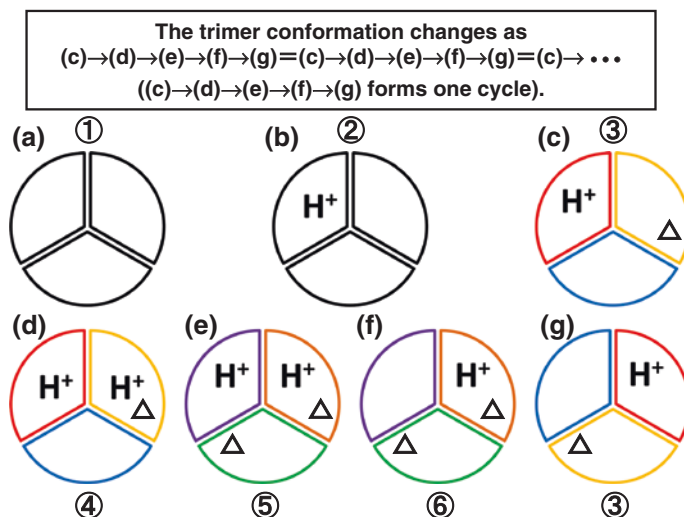 The trimer conformation changes as
(c)→(d)→(e)→(f)→(g)=(c)→(d)→(e)→(f)→(g)=(c)→ •••
((c)→(d)→(e)→(f)→(g) forms one cycle).
(a) ① (b) ② (c) ③
H⁺ H⁺ △
(d) (e) (f) (g)
H⁺ H⁺ △ H⁺ H⁺ △ △ H⁺ △ △ H⁺ △
④ ⑤ ⑥ ③